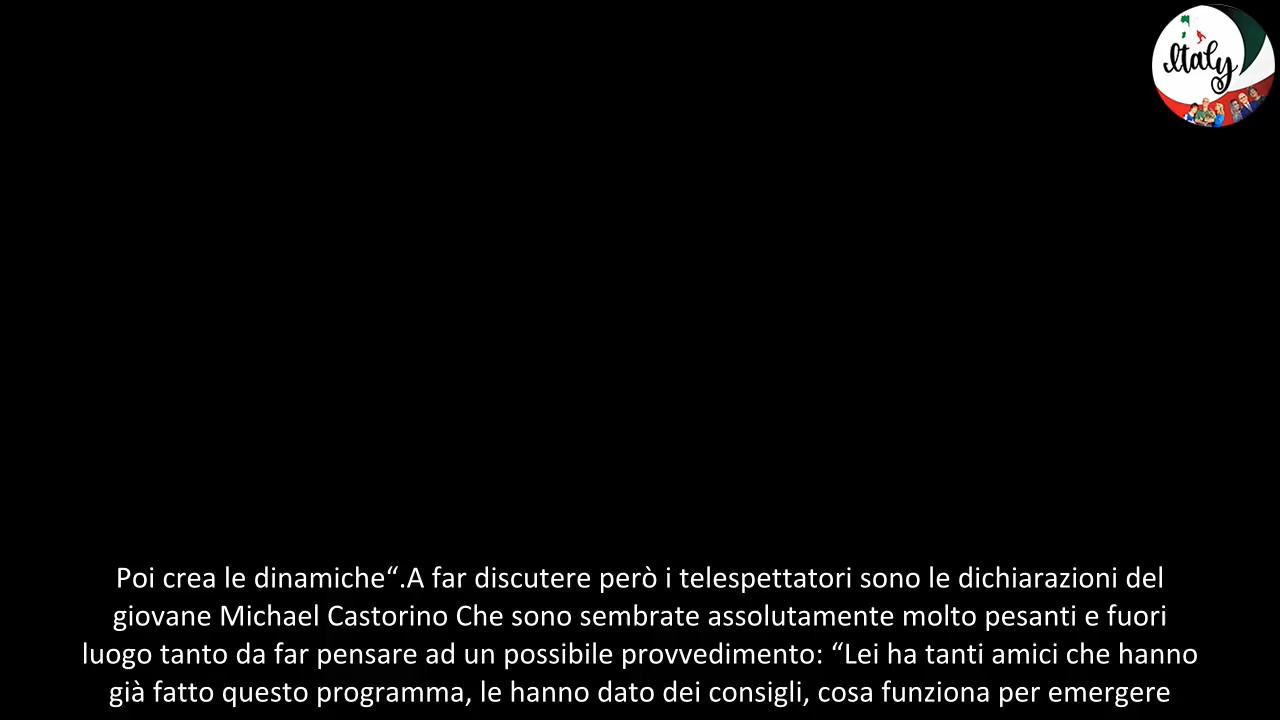 Italy
Poi crea le dinamiche“.A far discutere però i telespettatori sono le dichiarazioni del
giovane Michael Castorino Che sono sembrate assolutamente molto pesanti e fuori
luogo tanto da far pensare ad un possibile provvedimento: “Lei ha tanti amici che hanno
già fatto questo programma, le hanno dato dei consigli, cosa funziona per emergere